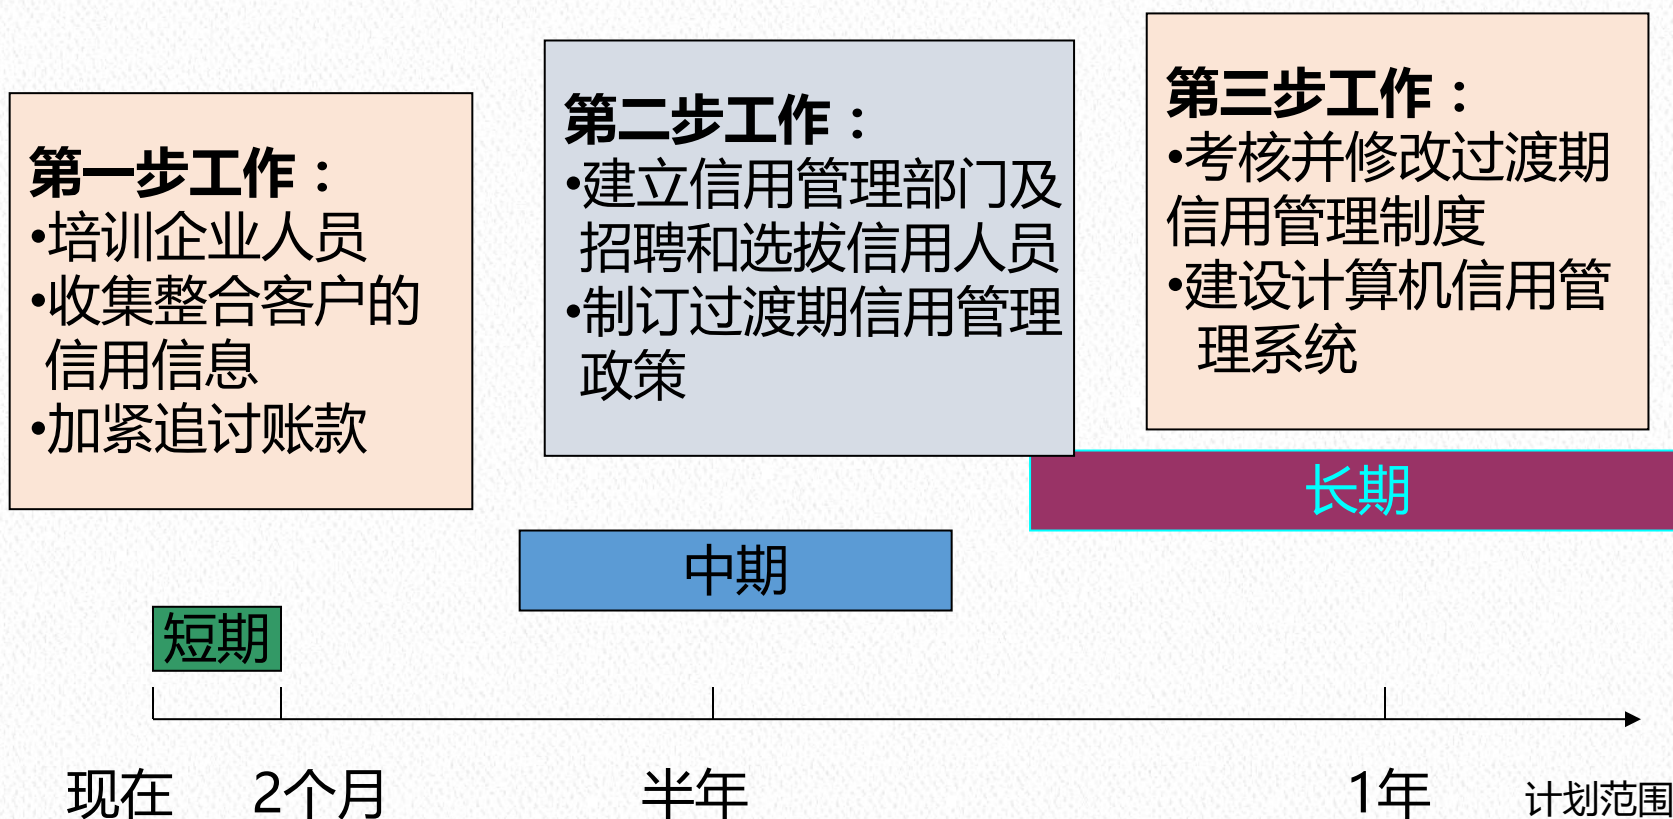 第一步工作：
•培训企业人员
•收集整合客户的
信用信息
•加紧追讨账款
第二步工作：
•建立信用管理部门及
招聘和选拔信用人员
•制订过渡期信用管理
政策
第三步工作：
•考核并修改过渡期
信用管理制度
•建设计算机信用管
理系统
长期
中期
短期
现在
2个月
半年
1年
计划范围